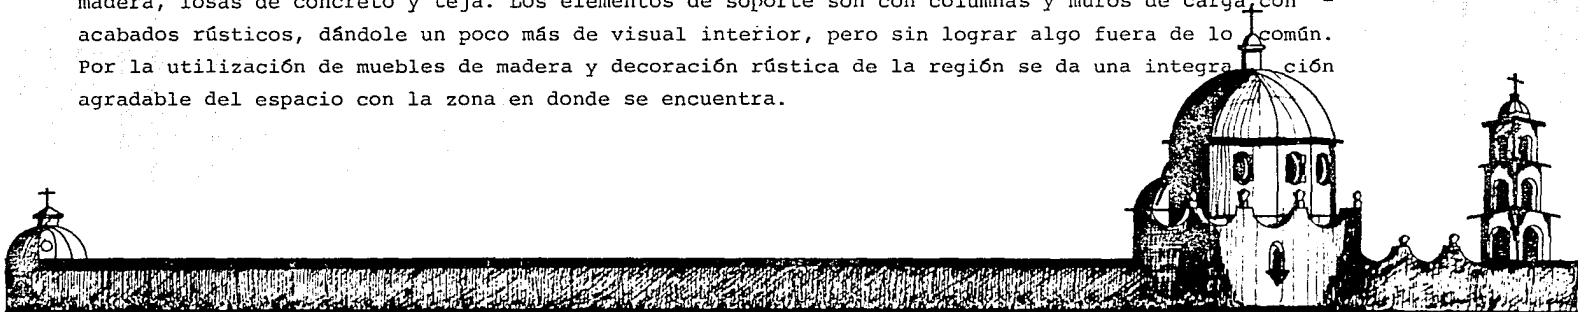 madera, losas de concreto y teja. Los elementos de soporte son con columnas y muros de carga con -
acabados rústicos, dándole un poco más de visual interior, pero sin lograr algo fuera de lo común.
Por la utilización de muebles de madera y decoración rústica de la región se da una integra ción
agradable del espacio con la zona en donde se encuentra.